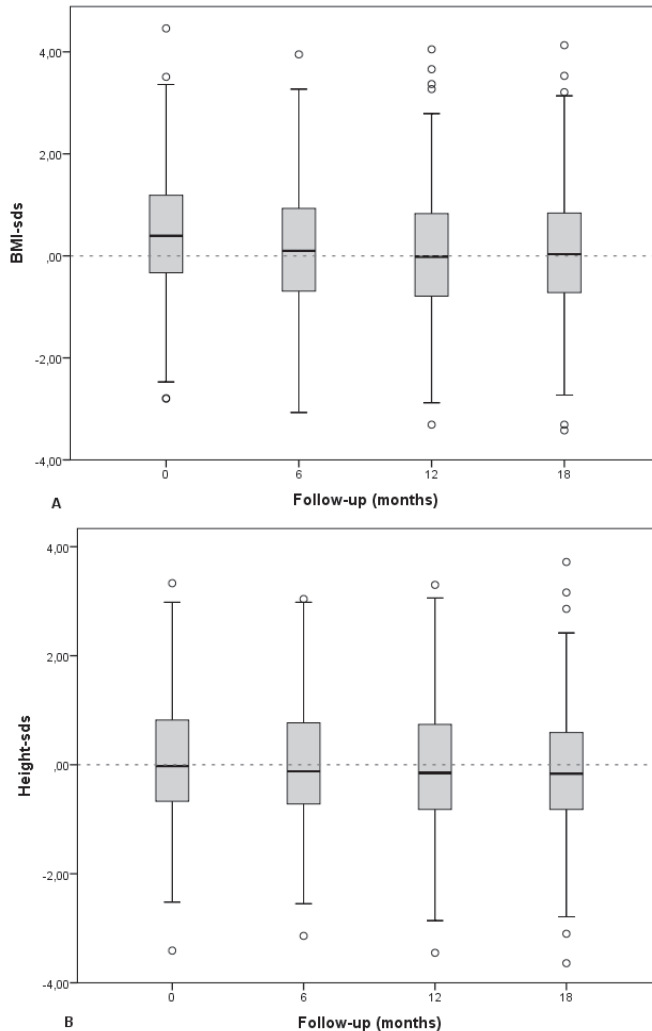 4,00
2,00
,00
-2,00
-4,00
BMI-sds
0 6 12 18
Follow-up (months)
A
4,00
2,00
,00
-2,00
-4,00
Height-sds
0 6 12 18
Follow-up (months)
B